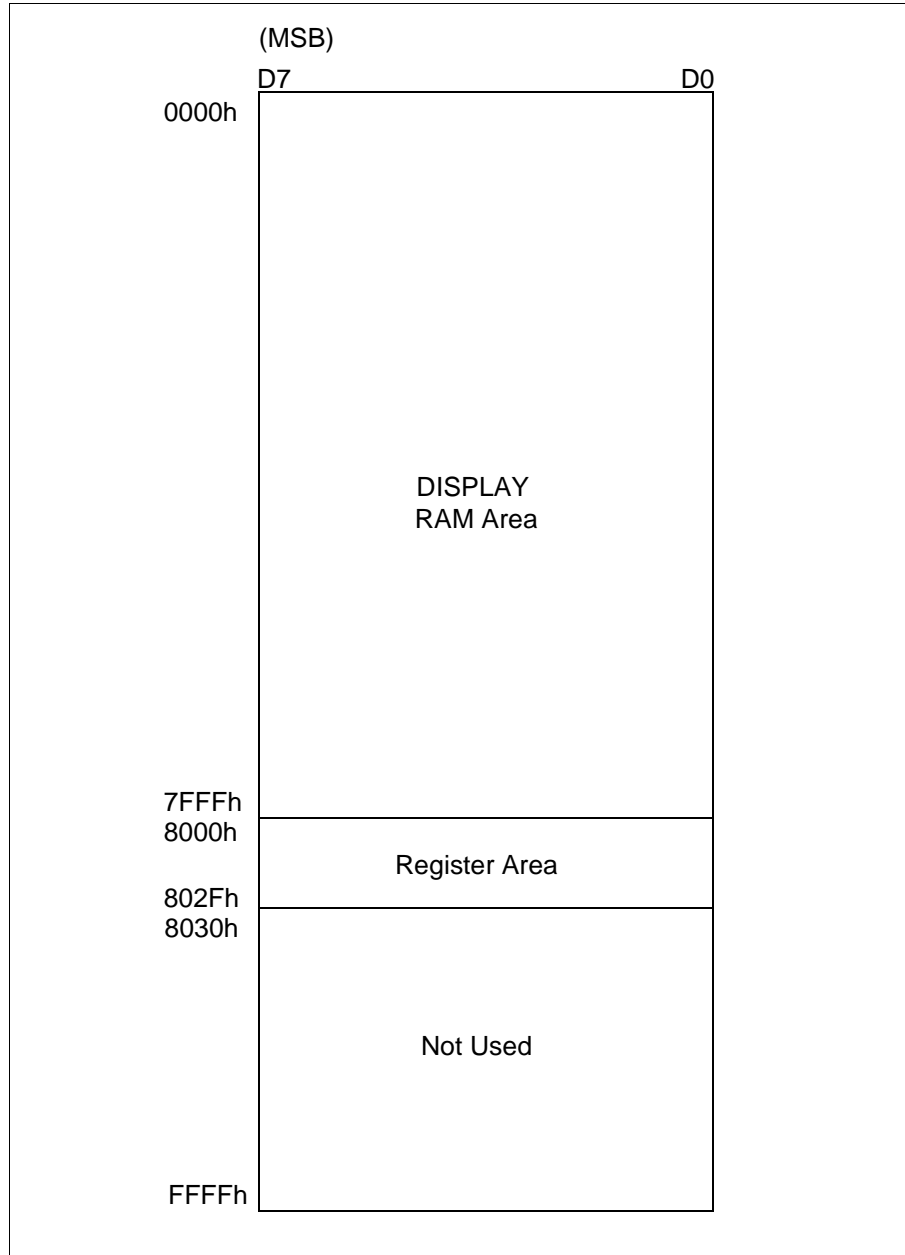 (MSB)
D7 D0
0000h
DISPLAY
RAM Area
7FFFh
8000h
Register Area
802Fh
8030h
Not Used
FFFFh